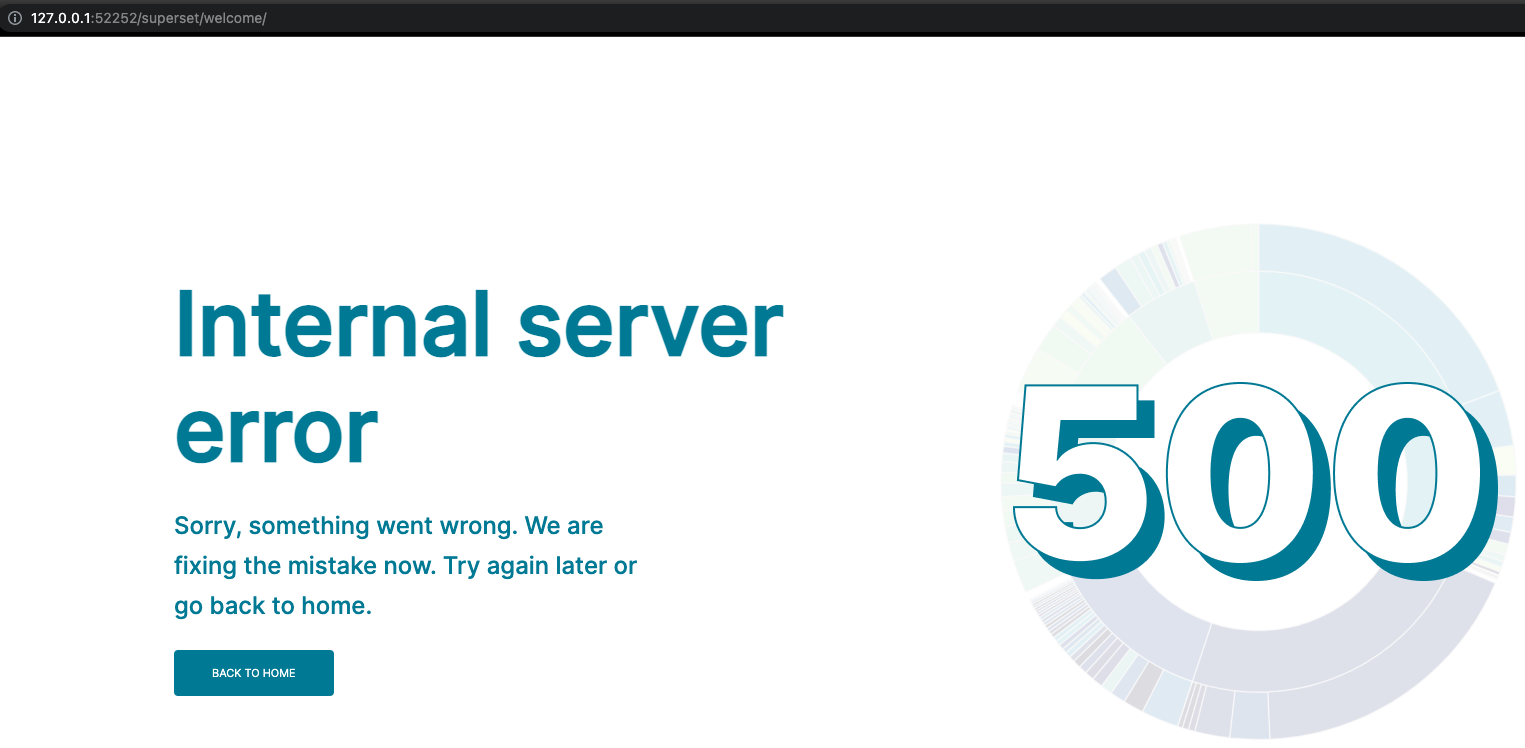 127.0.0.1:52252/superset/welcome/
Internal server
error
500
Sorry, something went wrong. We are
fixing the mistake now. Try again later or
go back to home.
BACK TO HOME